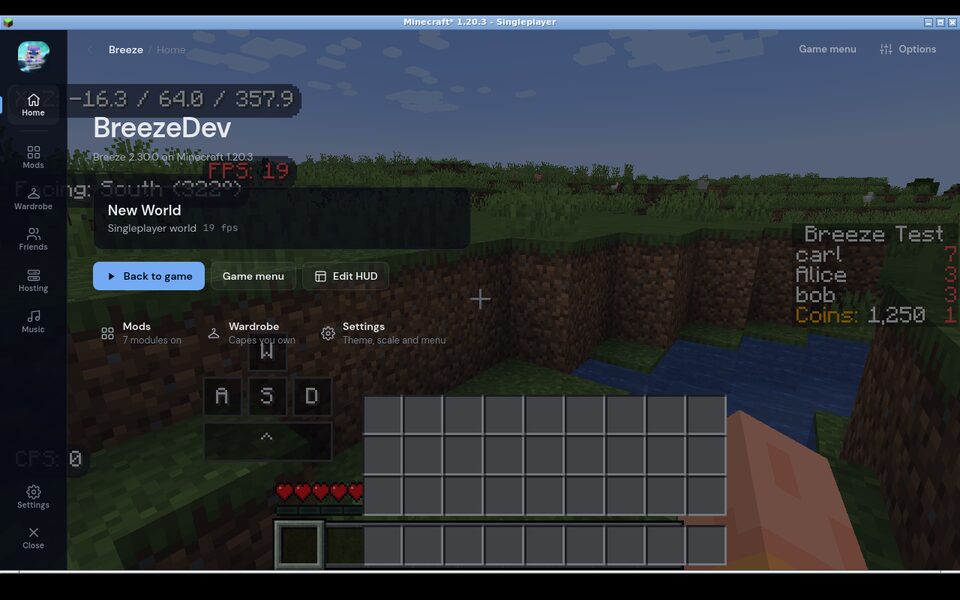 Minecraft* 1.20.3 - Singleplayer
Breeze / Home
Game menu
Options
-16.3 / 64.0 / 357.9
Home
BreezeDev
Breeze 2.30.0 on Minecraft 1.20.3
FPS: 19
Mods
Facing: South (322°)
Wardrobe
New World
Singleplayer world 19 fps
Friends
Breeze Test
carl 7
Alice 3
bob 3
Coins: 1,250 1
Back to game
Game menu
Edit HUD
Hosting
Music
Mods
7 modules on
Wardrobe
Capes you own
Settings
Theme, scale and menu
W
A S D
^
CPS: 0
Settings
Close